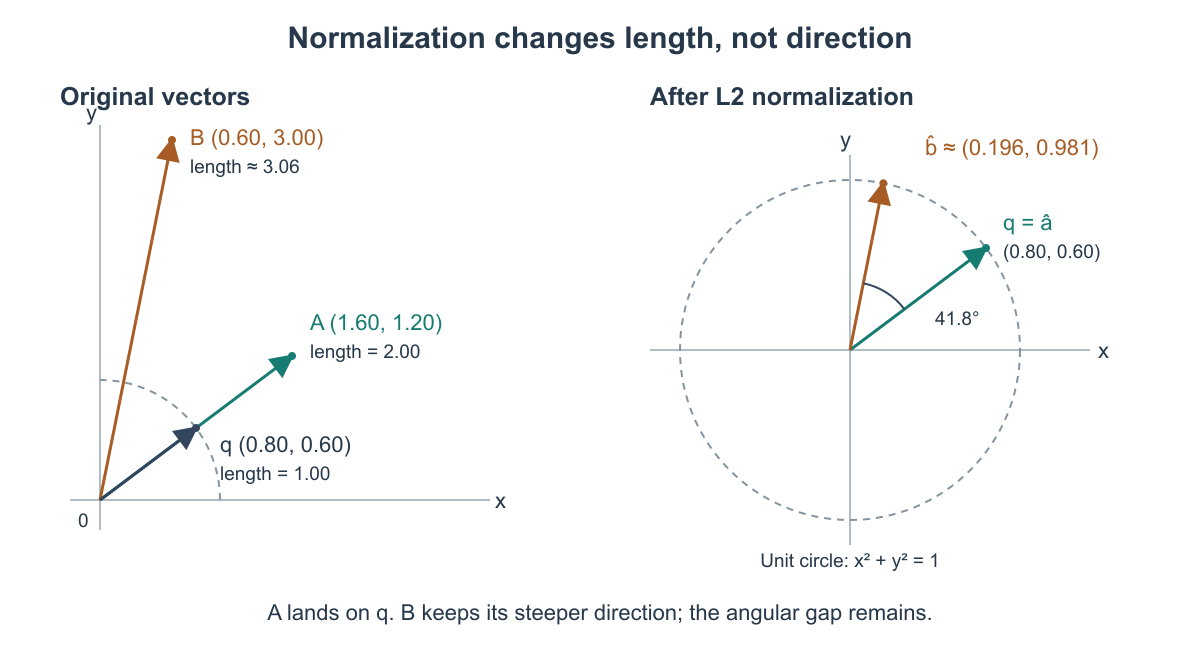 Normalization changes length, not direction
Original vectors
y
B (0.60, 3.00)
length ≈ 3.06
A (1.60, 1.20)
length = 2.00
q (0.80, 0.60)
length = 1.00
x
0
After L2 normalization
y
b̂ ≈ (0.196, 0.981)
q = â
(0.80, 0.60)
41.8°
x
Unit circle: x² + y² = 1
A lands on q. B keeps its steeper direction; the angular gap remains.